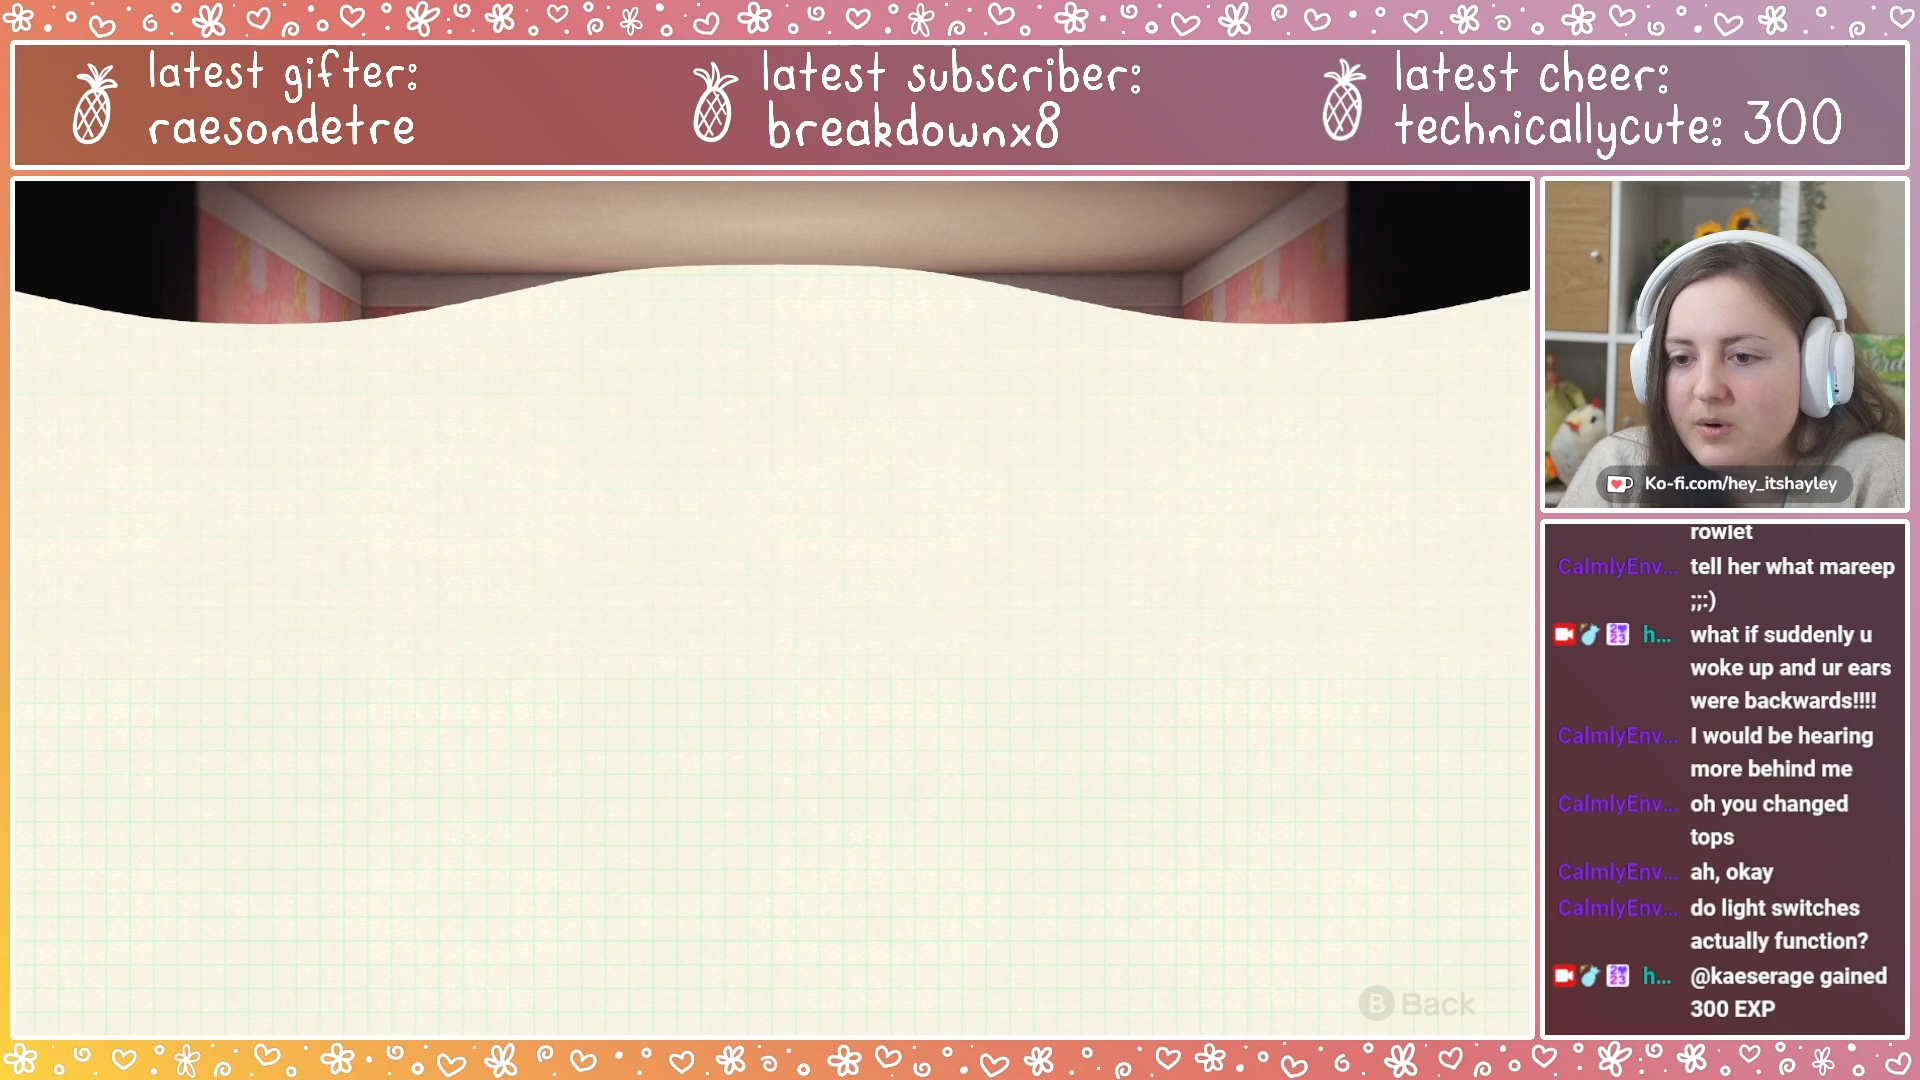 latest gifter:
raesondetre
latest subscriber:
breakdownx8
latest cheer:
technicallycute: 300
Ko-fi.com/hey_itshayley
rowlet
CalmlyEnv... tell her what mareep
;;:)
h... what if suddenly u
woke up and ur ears
were backwards!!!!
CalmlyEnv... I would be hearing
more behind me
CalmlyEnv... oh you changed
tops
CalmlyEnv... ah, okay
CalmlyEnv... do light switches
actually function?
h... @kaeserage gained
300 EXP
B Back